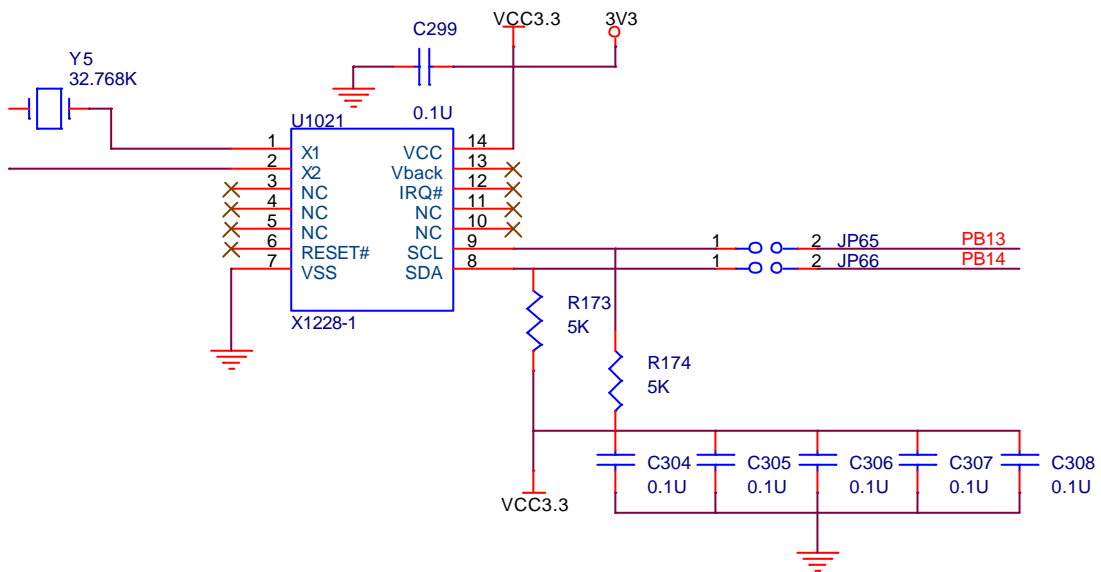 VCC3.3
3V3
C299
Y5
32.768K
0.1U
U1021
1
X1
VCC
14
2
X2
Vback
13
3
NC
IRQ#
12
4
NC
NC
11
5
NC
NC
10
6
RESET#
SCL
9
7
VSS
SDA
8
X1228-1
1
2
JP65
PB13
1
2
JP66
PB14
R173
5K
R174
5K
C304
0.1U
C305
0.1U
C306
0.1U
C307
0.1U
C308
0.1U
VCC3.3